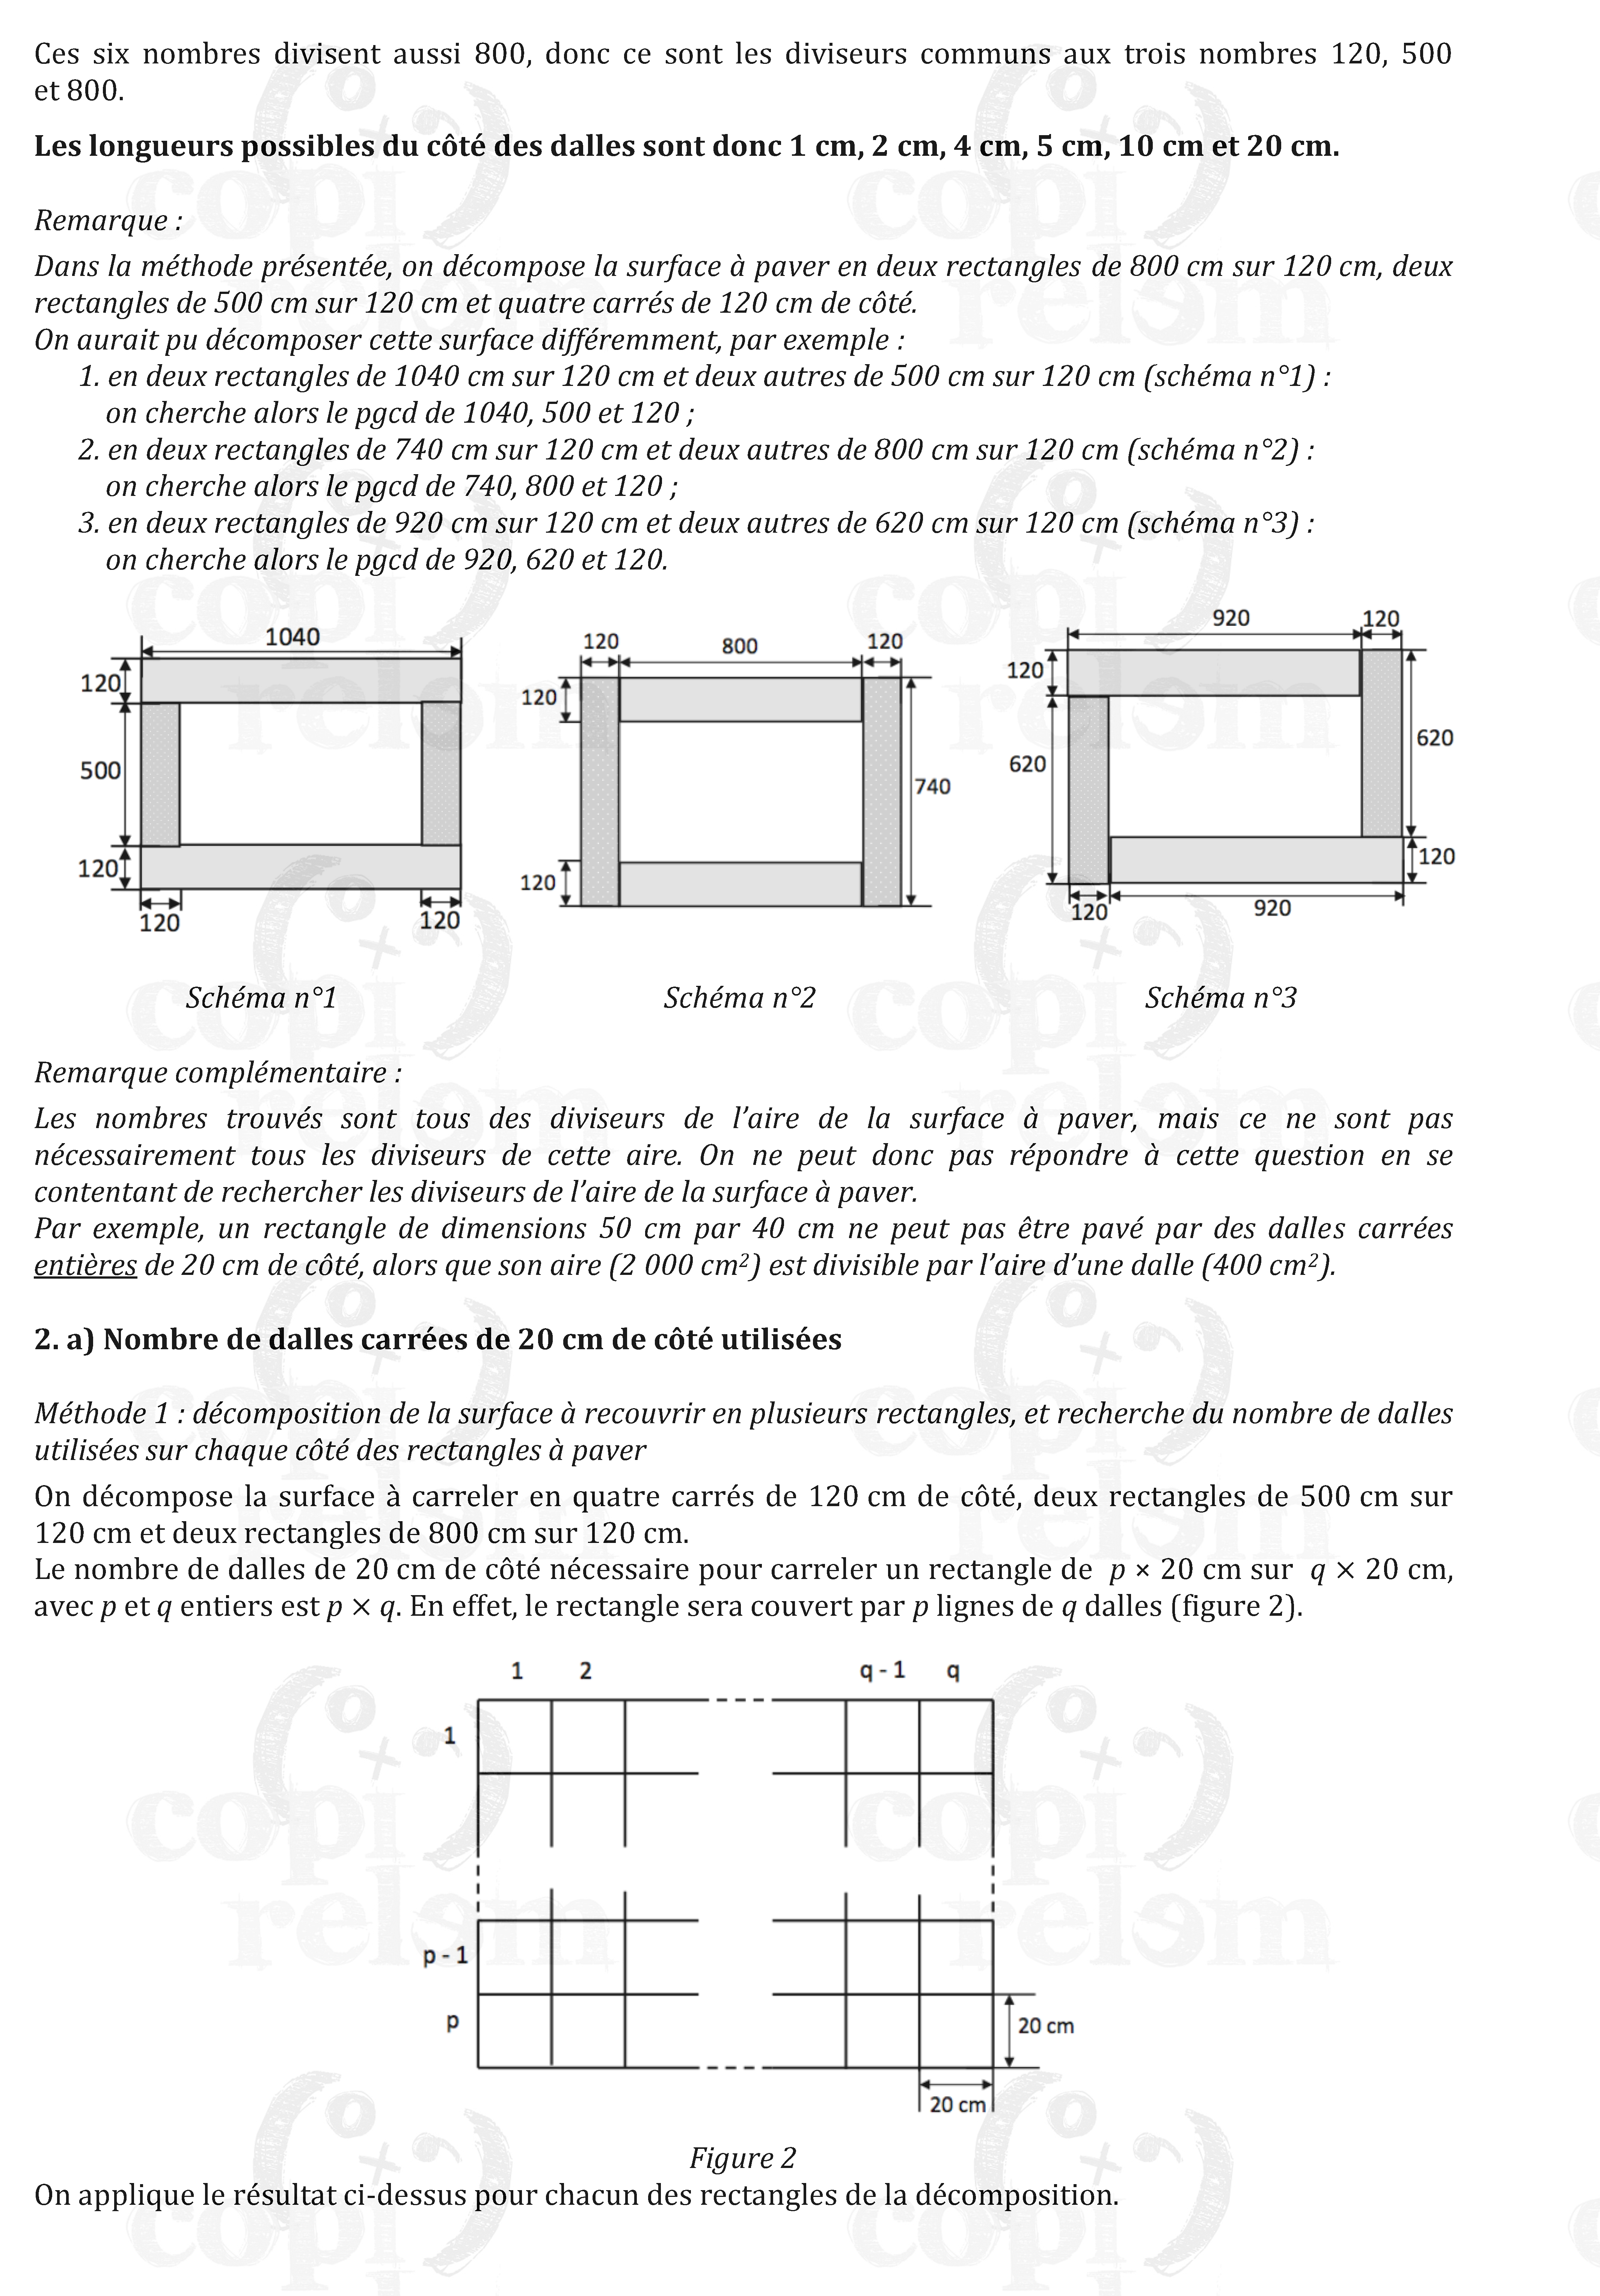 Ces six nombres divisent aussi 800, donc ce sont les diviseurs communs aux trois nombres 120, 500
et 800.
Les longueurs possibles du côté des dalles sont donc 1 cm, 2 cm, 4 cm, 5 cm, 10 cm et 20 cm.
Remarque :
Dans la méthode présentée, on décompose la surface à paver en deux rectangles de 800 cm sur 120 cm, deux
rectangles de 500 cm sur 120 cm et quatre carrés de 120 cm de côté.
On aurait pu décomposer cette surface différemment, par exemple :
1. en deux rectangles de 1040 cm sur 120 cm et deux autres de 500 cm sur 120 cm (schéma n°1) :
on cherche alors le pgcd de 1040, 500 et 120 ;
2. en deux rectangles de 740 cm sur 120 cm et deux autres de 800 cm sur 120 cm (schéma n°2) :
on cherche alors le pgcd de 740, 800 et 120 ;
3. en deux rectangles de 920 cm sur 120 cm et deux autres de 620 cm sur 120 cm (schéma n°3) :
on cherche alors le pgcd de 920, 620 et 120.
1040
120
500
120
120 120
120 800 120
120
740
120
920 120
120
620
620
120
120 920
Schéma n°1 Schéma n°2 Schéma n°3
Remarque complémentaire :
Les nombres trouvés sont tous des diviseurs de l'aire de la surface à paver, mais ce ne sont pas
nécessairement tous les diviseurs de cette aire. On ne peut donc pas répondre à cette question en se
contentant de rechercher les diviseurs de l'aire de la surface à paver.
Par exemple, un rectangle de dimensions 50 cm par 40 cm ne peut pas être pavé par des dalles carrées
entières de 20 cm de côté, alors que son aire (2 000 cm²) est divisible par l'aire d'une dalle (400 cm²).
2. a) Nombre de dalles carrées de 20 cm de côté utilisées
Méthode 1 : décomposition de la surface à recouvrir en plusieurs rectangles, et recherche du nombre de dalles
utilisées sur chaque côté des rectangles à paver
On décompose la surface à carreler en quatre carrés de 120 cm de côté, deux rectangles de 500 cm sur
120 cm et deux rectangles de 800 cm sur 120 cm.
Le nombre de dalles de 20 cm de côté nécessaire pour carreler un rectangle de p × 20 cm sur q × 20 cm,
avec p et q entiers est p × q. En effet, le rectangle sera couvert par p lignes de q dalles (figure 2).
1 2 q - 1 q
1
p - 1
p
20 cm
20 cm
Figure 2
On applique le résultat ci-dessus pour chacun des rectangles de la décomposition.
copi
relem